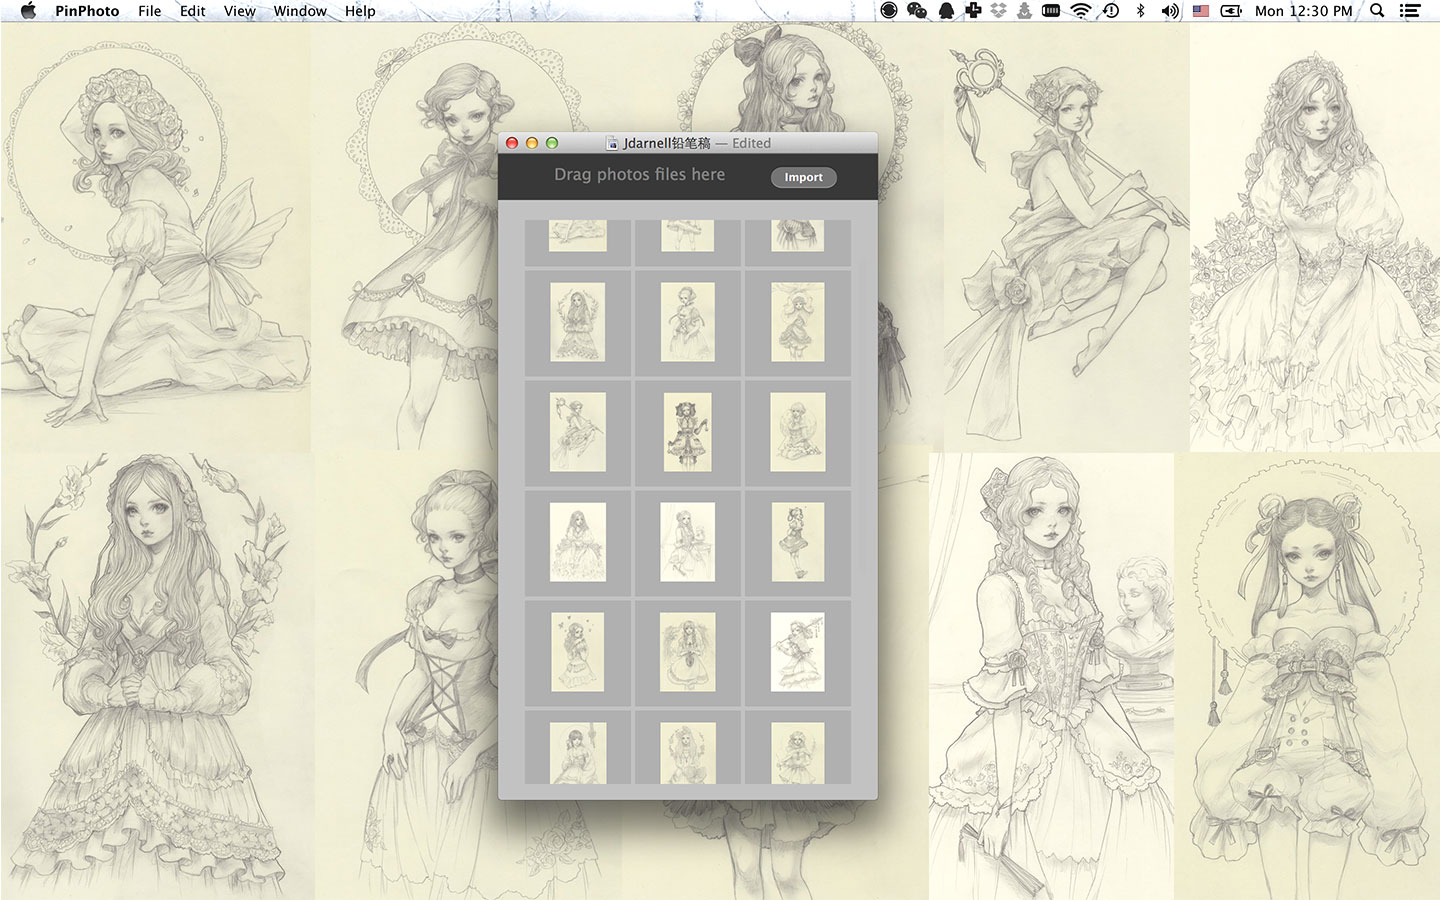 PinPhoto File Edit View Window Help Mon 12:30 PM
Jdarnell铅笔稿 — Edited
Drag photos files here
Import